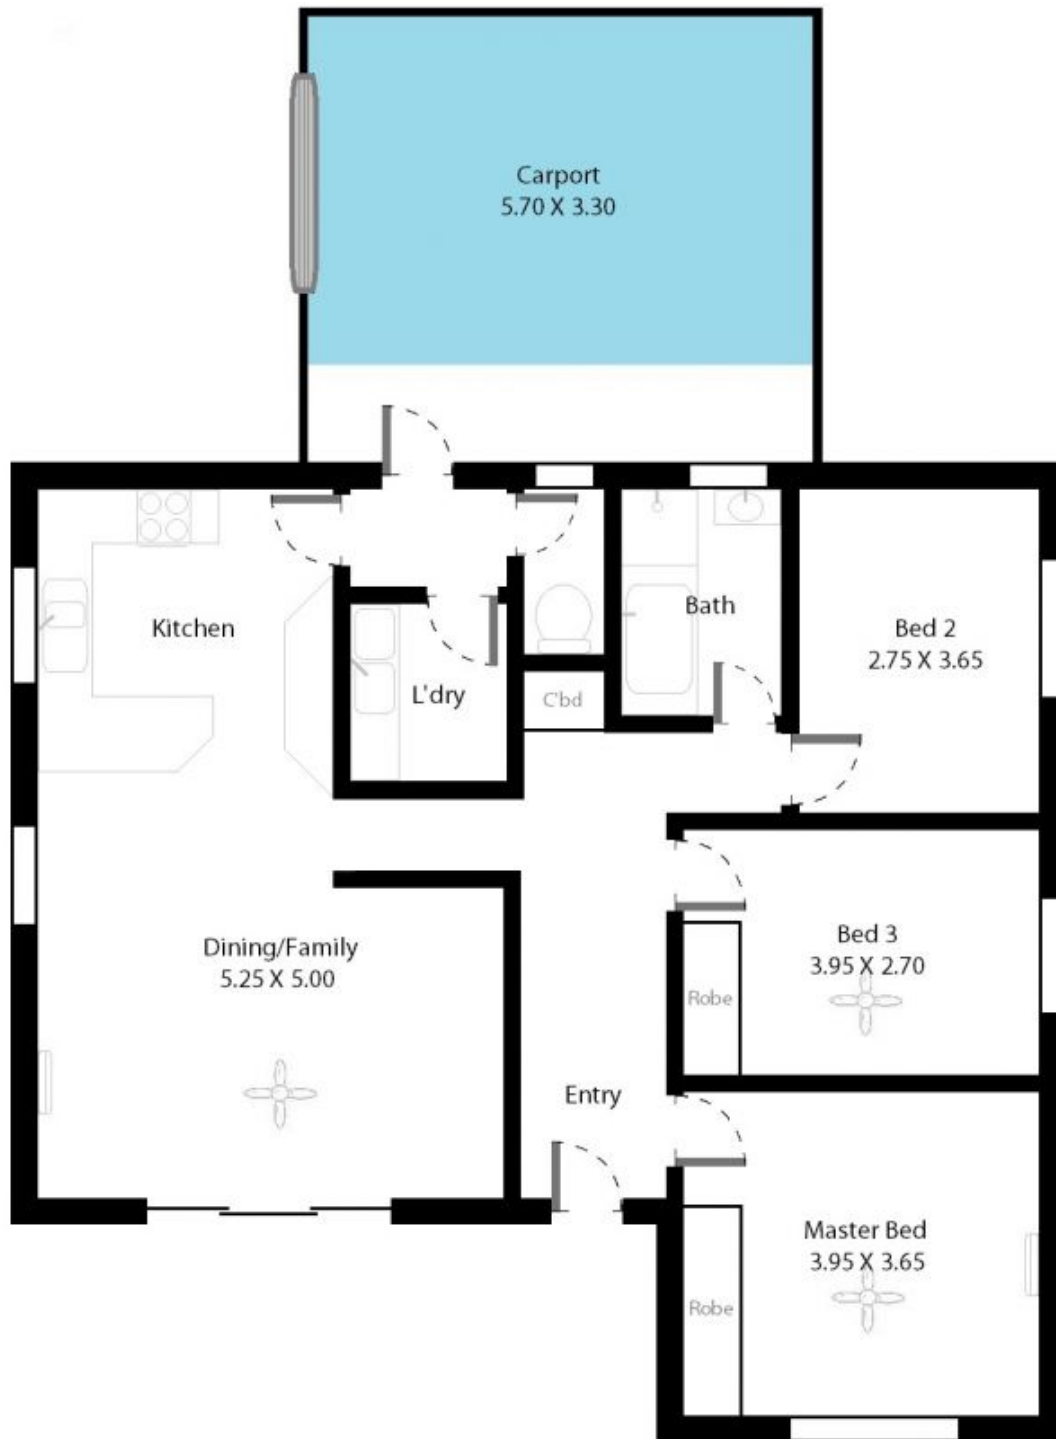 Carport
5.70 X 3.30
Kitchen
Bath
Bed 2
2.75 X 3.65
L'dry
C'bd
Dining/Family
5.25 X 5.00
Bed 3
3.95 X 2.70
Robe
Entry
Master Bed
3.95 X 3.65
Robe